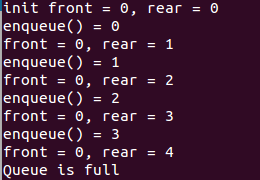 init front = 0, rear = 0
enqueue() = 0
front = 0, rear = 1
enqueue() = 1
front = 0, rear = 2
enqueue() = 2
front = 0, rear = 3
enqueue() = 3
front = 0, rear = 4
Queue is full